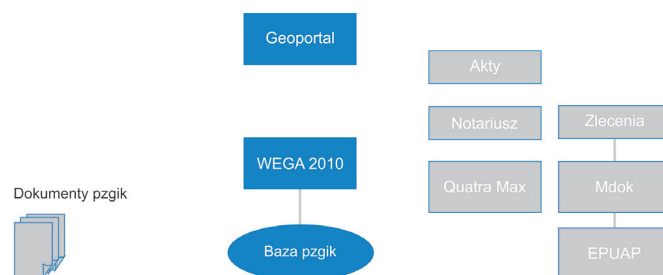 Geoportal
Akty
Notariusz
Zlecenia
WEGA 2010
Quatra Max
Mdok
Dokumenty pzgik
Baza pzgik
EPUAP